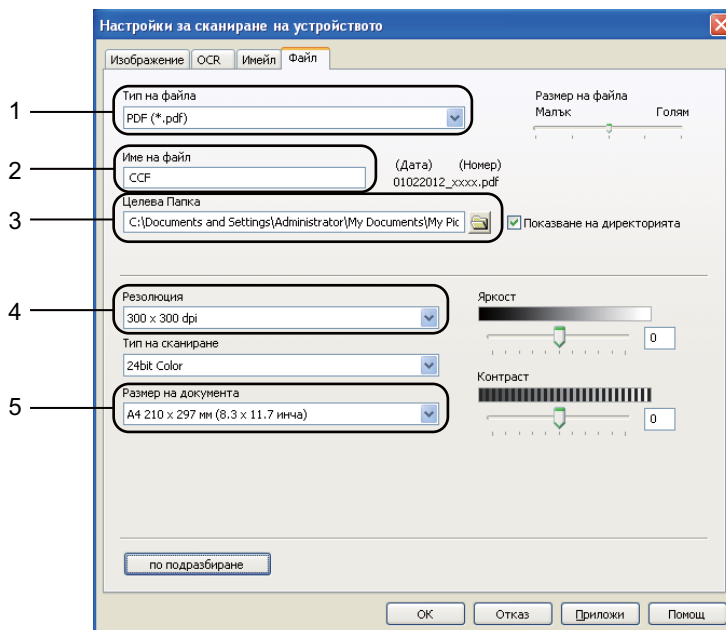 Настройки за сканиране на устройството
Изображение OCR Имейл Файл
1
Тип на файла
PDF (*.pdf)
Размер на файла
Малък Голям
2
Име на файл
CCF
(Дата) (Номер)
01022012_xxxx.pdf
3
Целева Папка
C:\Documents and Settings\Administrator\My Documents\My Pic
Показване на директорията
4
Резолюция
300 x 300 dpi
Тип на сканиране
24bit Color
5
Размер на документа
A4 210 x 297 мм (8.3 x 11.7 инча)
Яркост
0
Контраст
0
по подразбиране
OK Отказ Приложи Помощ